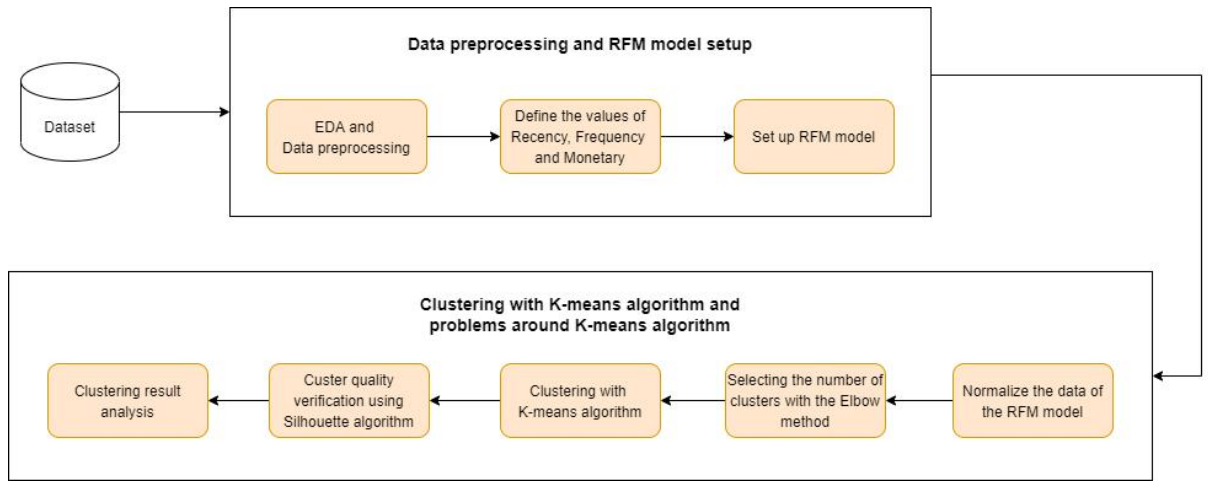 Data preprocessing and RFM model setup
Dataset
EDA and
Data preprocessing
Define the values of
Recency, Frequency
and Monetary
Set up RFM model
Clustering with K-means algorithm and
problems around K-means algorithm
Clustering result
analysis
Custer quality
verification using
Silhouette algorithm
Clustering with
K-means algorithm
Selecting the number of
clusters with the Elbow
method
Normalize the data of
the RFM model